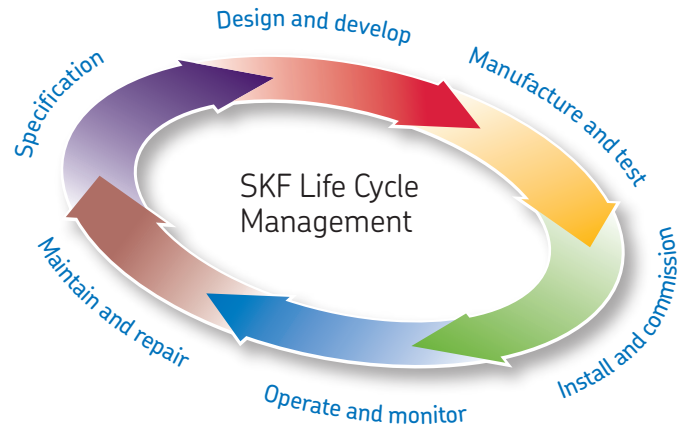 Design and develop
Manufacture and test
Specification
SKF Life Cycle
Management
Install and commission
Maintain and repair
Operate and monitor